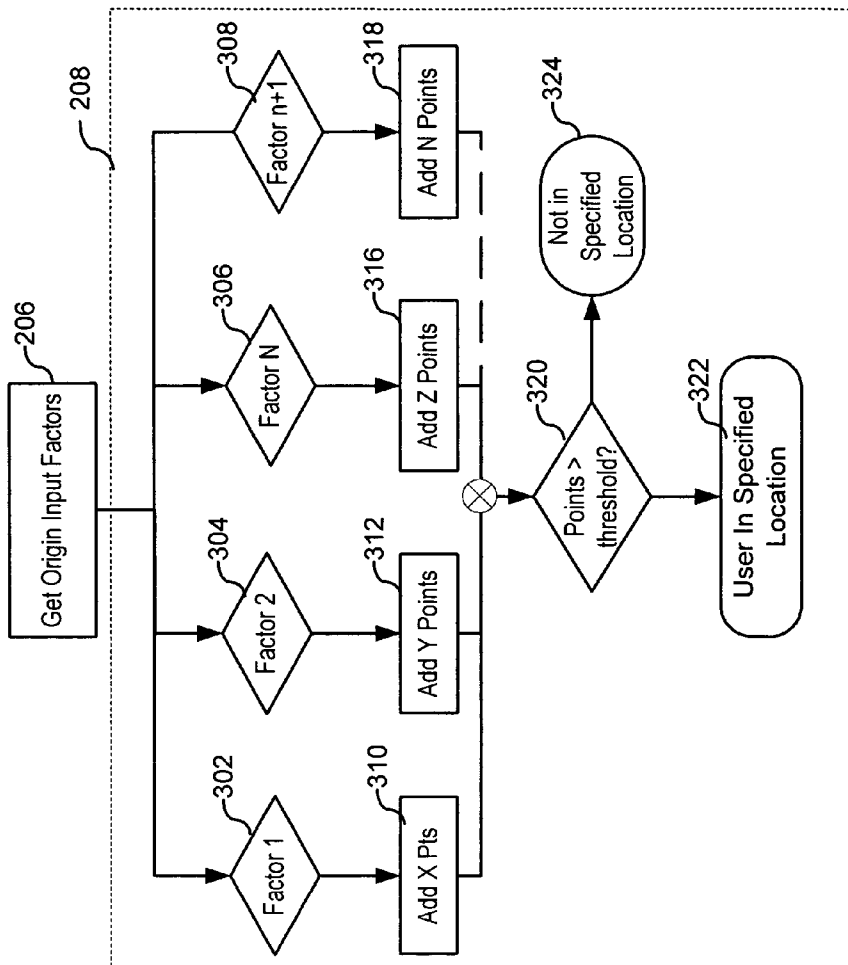 Get Origin Input Factors
206
208
Factor 1
302
Factor 2
304
Factor N
306
Factor n+1
308
Add X Pts
310
Add Y Points
312
Add Z Points
316
Add N Points
318
Points >
threshold?
320
Not in
Specified
Location
324
User In Specified
Location
322